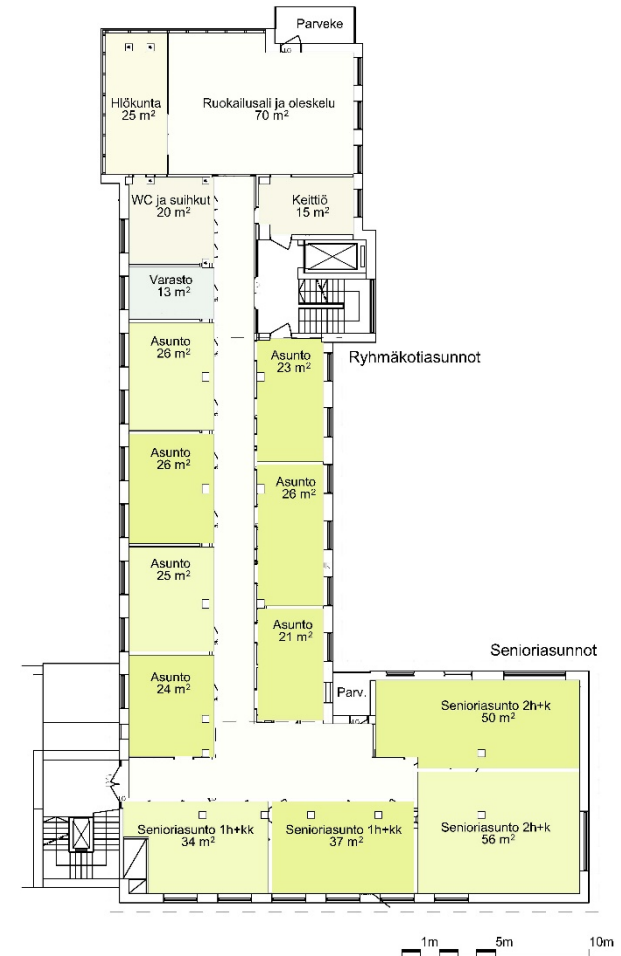 Parveke
Hlökunta
25 m²
Ruokailusali ja oleskelu
70 m²
WC ja suihkut
20 m²
Keittiö
15 m²
Varasto
13 m²
Asunto
26 m²
Asunto
23 m²
Ryhmäkotiasunnot
Asunto
26 m²
Asunto
26 m²
Asunto
25 m²
Asunto
21 m²
Asunto
24 m²
Senioriasunnot
Parv.
Senioriasunto 2h+k
50 m²
Senioriasunto 1h+kk
34 m²
Senioriasunto 1h+kk
37 m²
Senioriasunto 2h+k
56 m²
1m
5m
10m